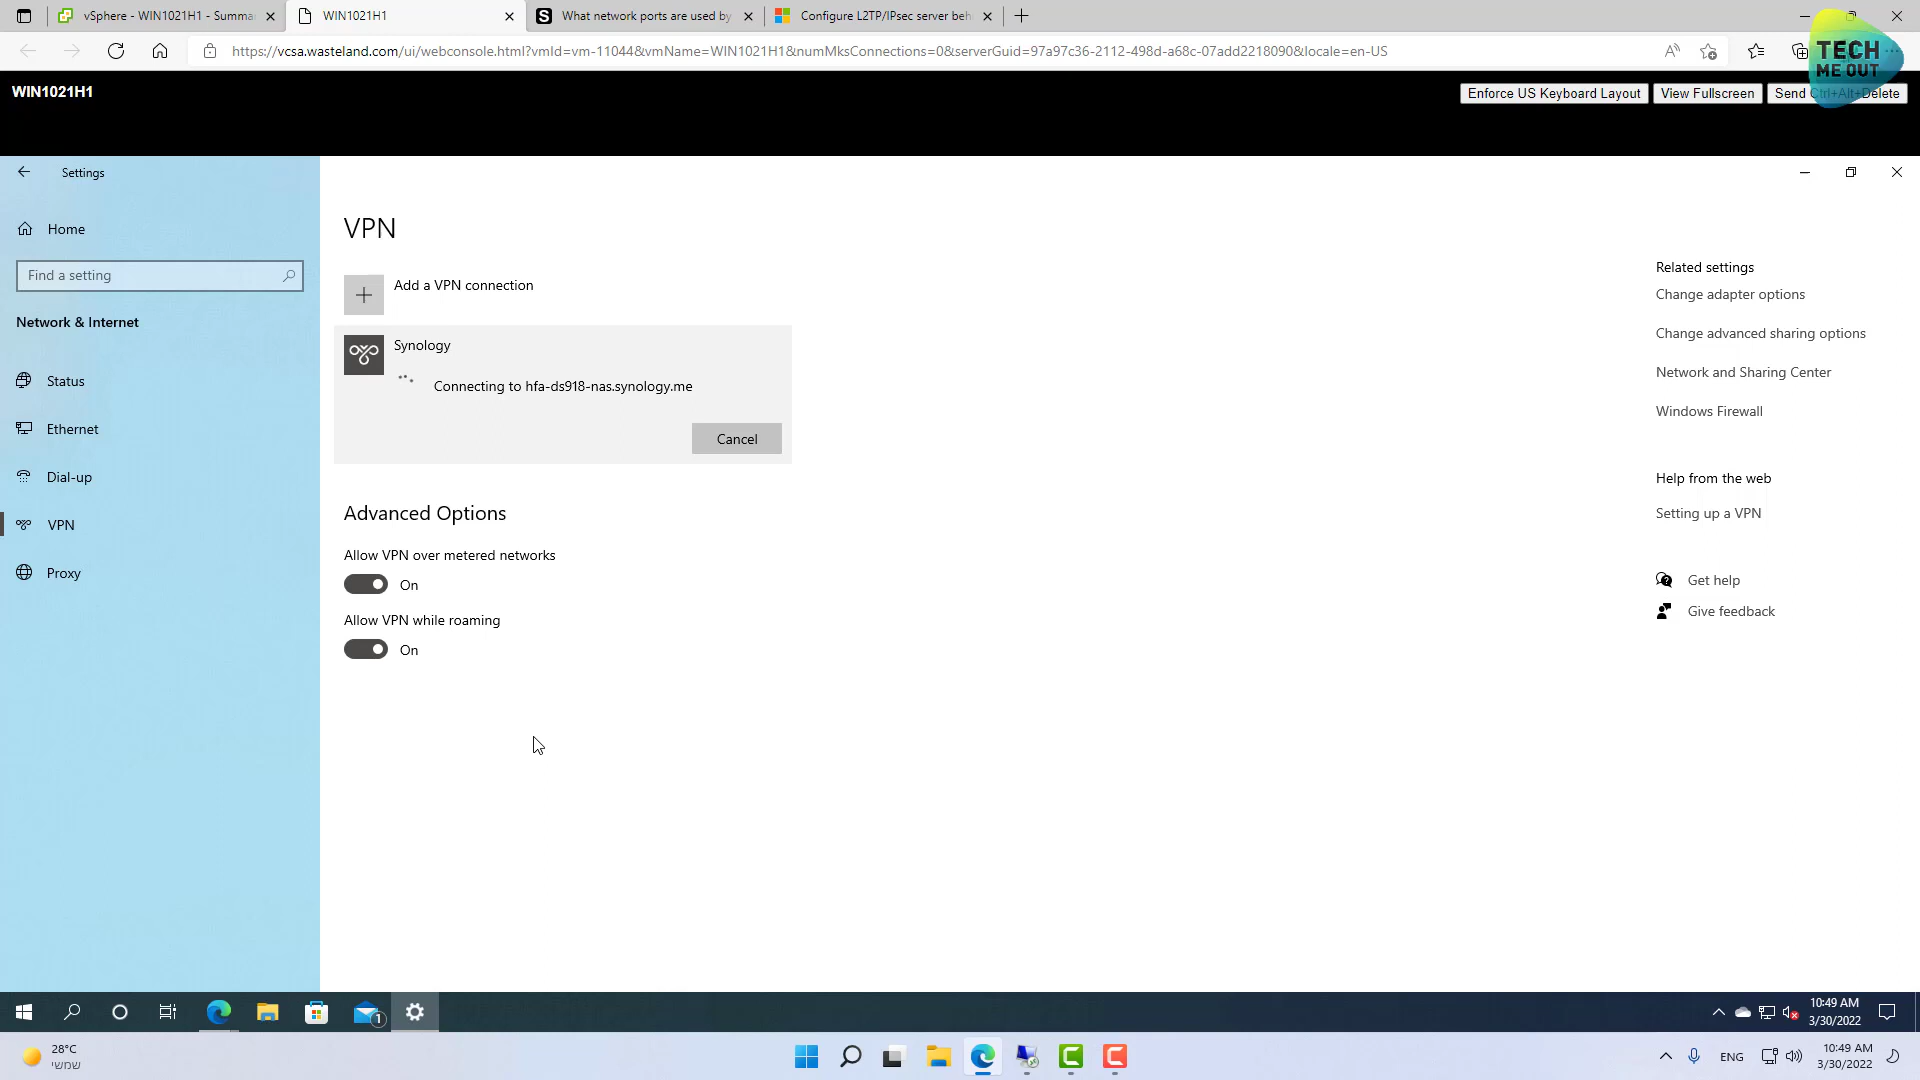 vSphere - WIN1021H1 - Summar
WIN1021H1
What network ports are used by
Configure L2TP/IPsec server beh
https://vcsa.wasteland.com/ui/webconsole.html?vmId=vm-11044&vmName=WIN1021H1&numMksConnections=0&serverGuid=97a97c36-2112-498d-a68c-07add2218090&locale=en-US
TECH
ME OUT
WIN1021H1
Enforce US Keyboard Layout
View Fullscreen
Send Ctrl+Alt+Delete
Settings
Home
Find a setting
Network & Internet
Status
Ethernet
Dial-up
VPN
Proxy
VPN
Add a VPN connection
Synology
Connecting to hfa-ds918-nas.synology.me
Cancel
Advanced Options
Allow VPN over metered networks
On
Allow VPN while roaming
On
Related settings
Change adapter options
Change advanced sharing options
Network and Sharing Center
Windows Firewall
Help from the web
Setting up a VPN
Get help
Give feedback
1
10:49 AM
3/30/2022
28°C
שמשי
ENG
10:49 AM
3/30/2022